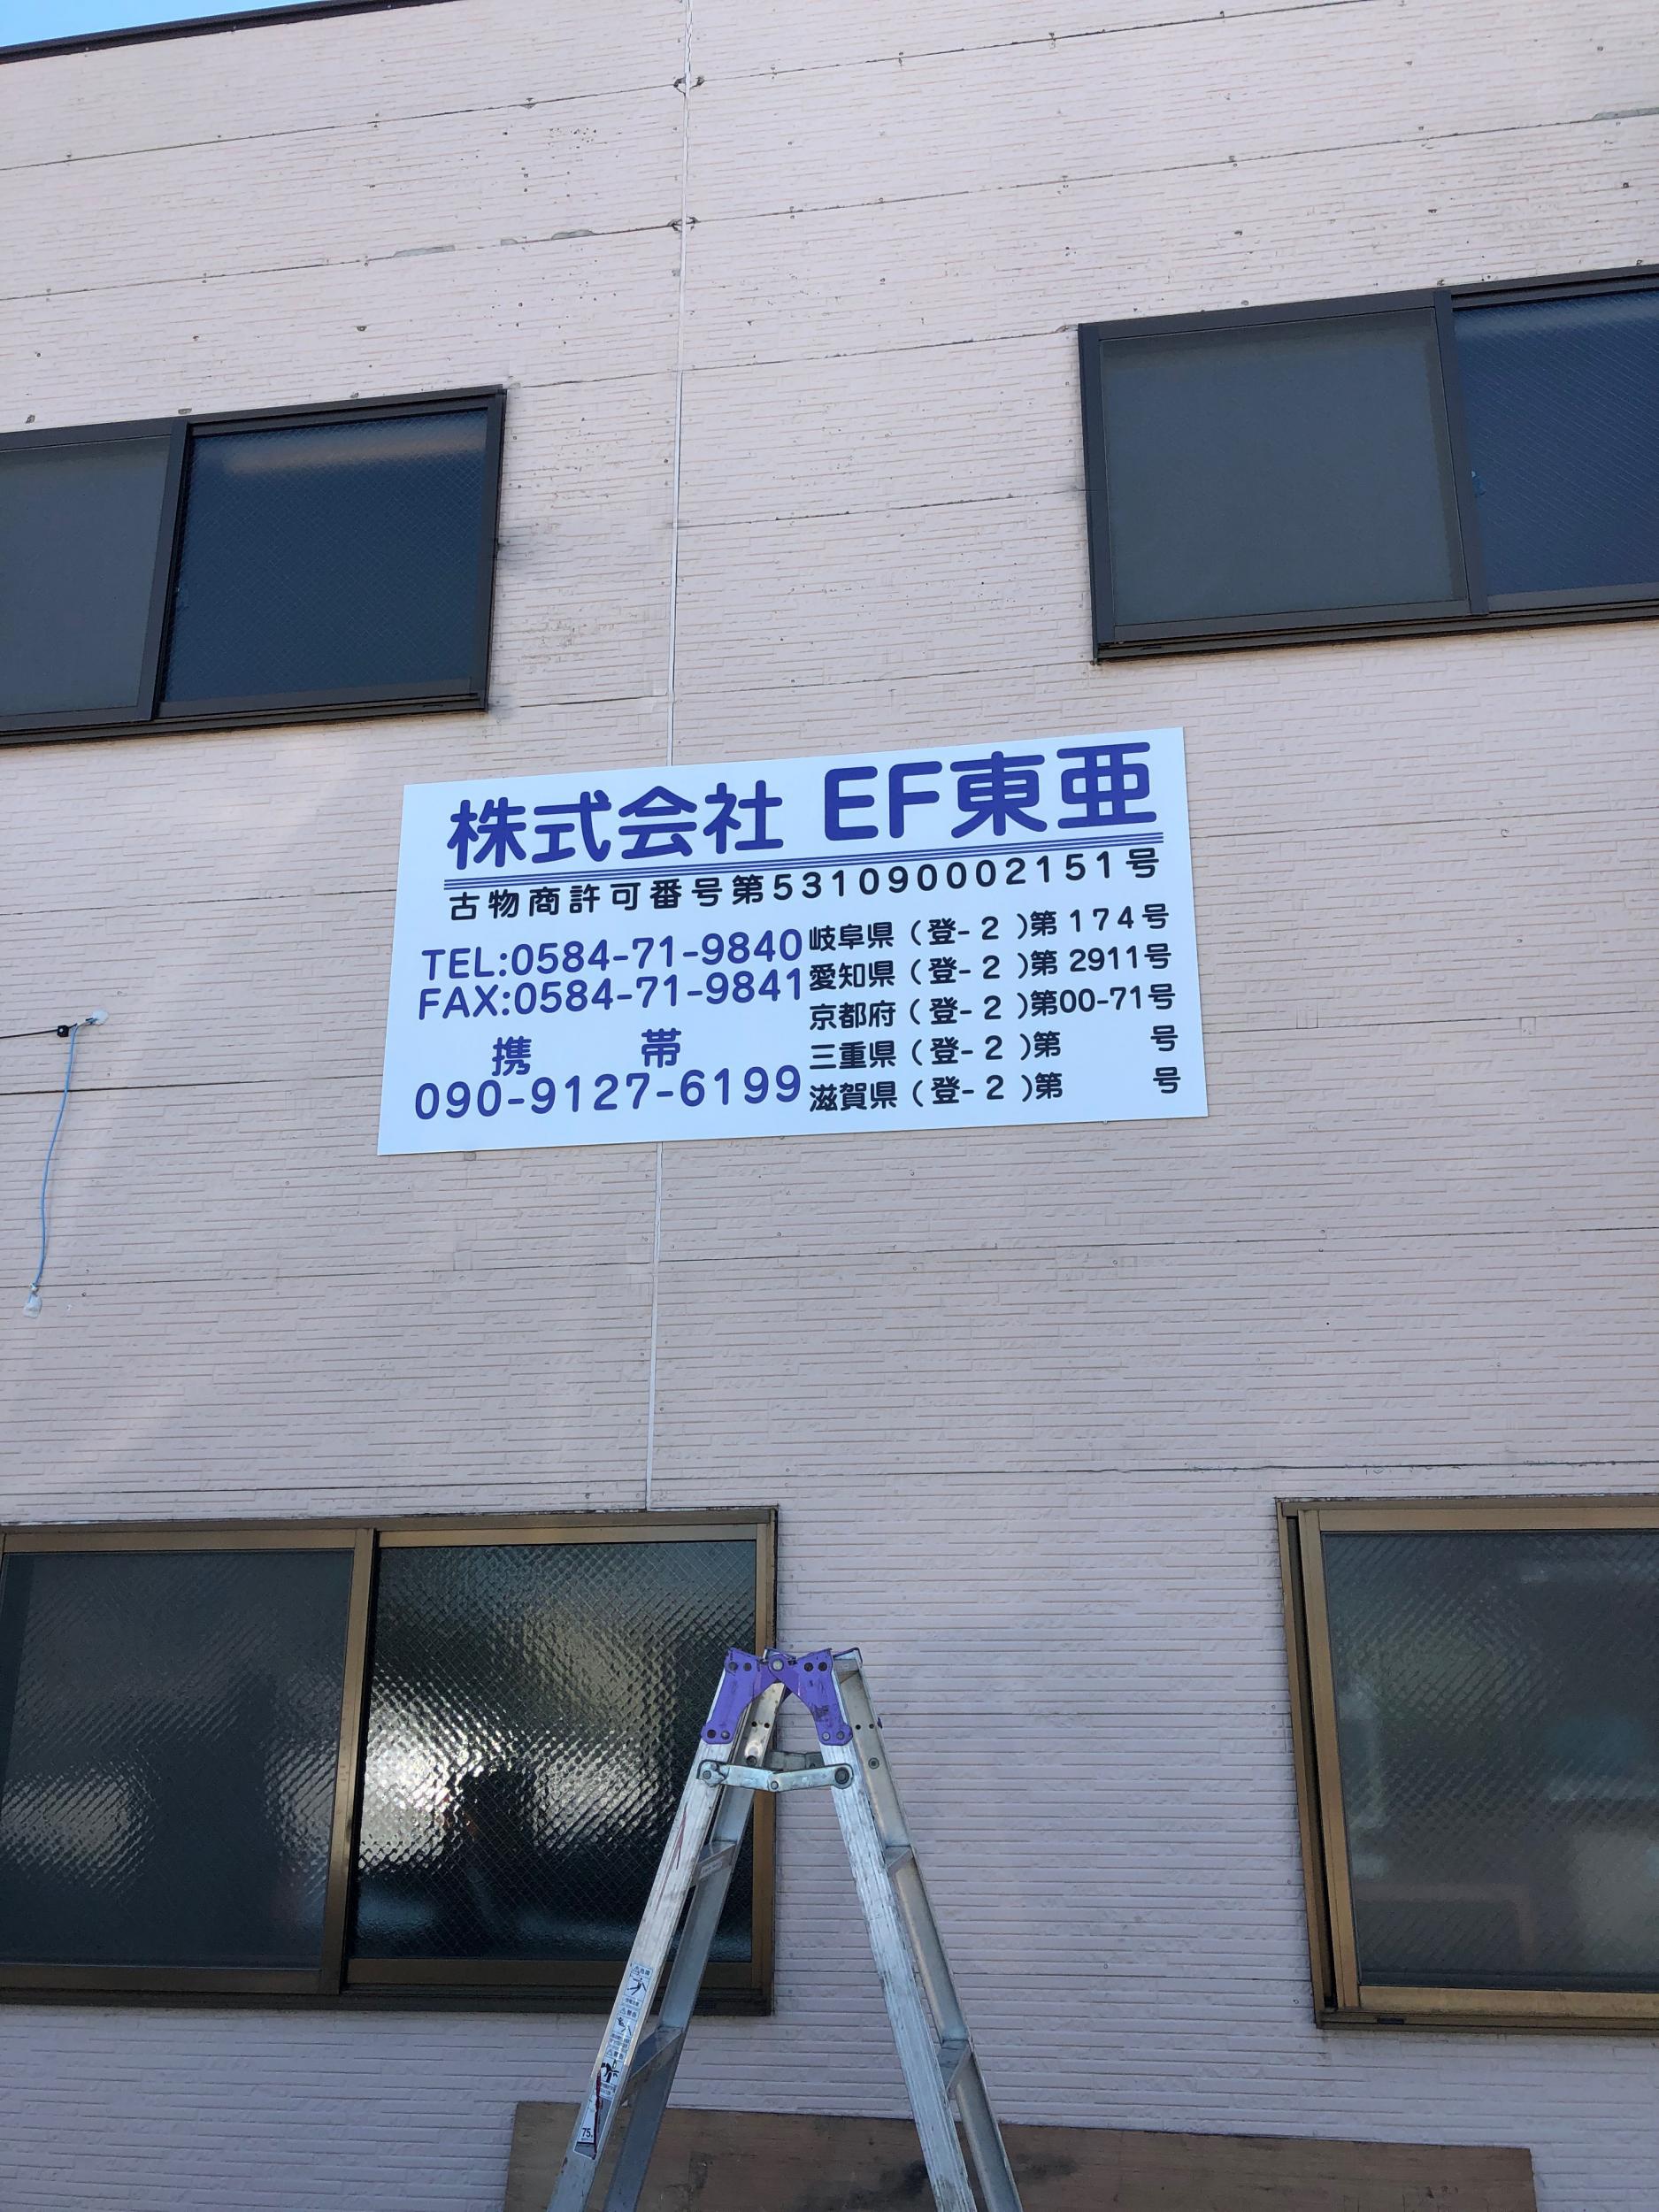 株式会社 EF東亜
古物商許可番号第531090002151号
TEL:0584-71-9840
FAX:0584-71-9841
携 帯
090-9127-6199
岐阜県(登-2)第174号
愛知県(登-2)第2911号
京都府(登-2)第00-71号
三重県(登-2)第 号
滋賀県(登-2)第 号